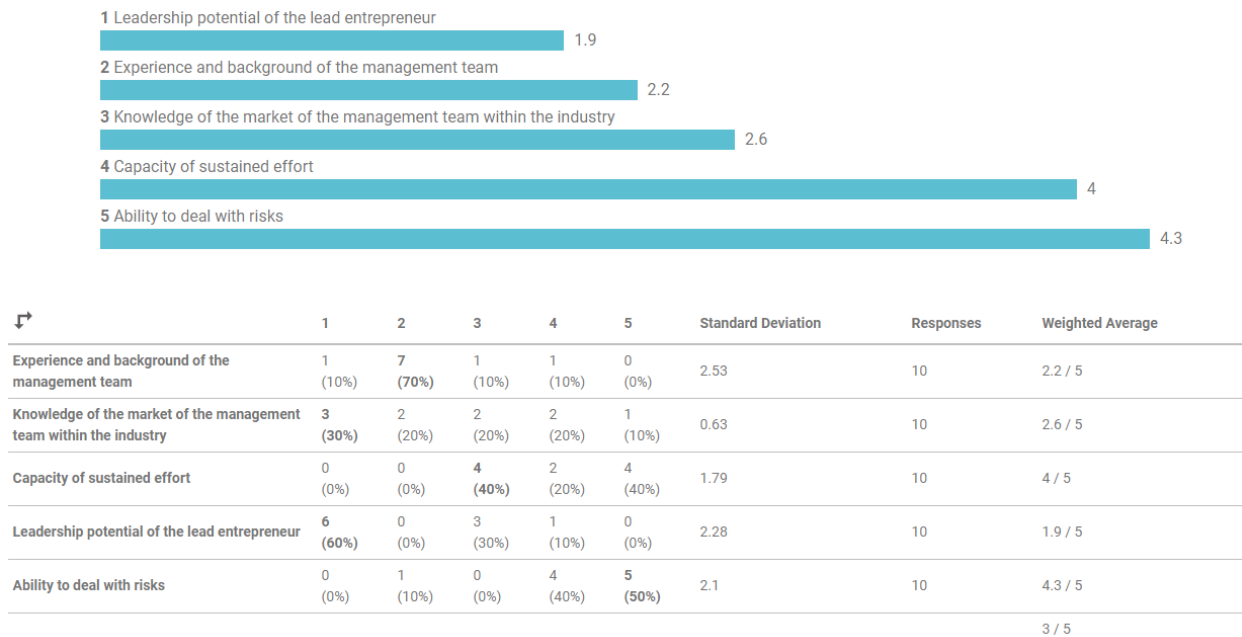 1 Leadership potential of the lead entrepreneur
1.9
2 Experience and background of the management team
2.2
3 Knowledge of the market of the management team within the industry
2.6
4 Capacity of sustained effort
4
5 Ability to deal with risks
4.3
1 2 3 4 5 Standard Deviation Responses Weighted Average
Experience and background of the
management team
1 7 1 1 0
(10%) (70%) (10%) (10%) (0%)
2.53 10 2.2 / 5
Knowledge of the market of the management
team within the industry
3 2 2 2 1
(30%) (20%) (20%) (20%) (10%)
0.63 10 2.6 / 5
Capacity of sustained effort
0 0 4 2 4
(0%) (0%) (40%) (20%) (40%)
1.79 10 4 / 5
Leadership potential of the lead entrepreneur
6 0 3 1 0
(60%) (0%) (30%) (10%) (0%)
2.28 10 1.9 / 5
Ability to deal with risks
0 1 0 4 5
(0%) (10%) (0%) (40%) (50%)
2.1 10 4.3 / 5
3 / 5